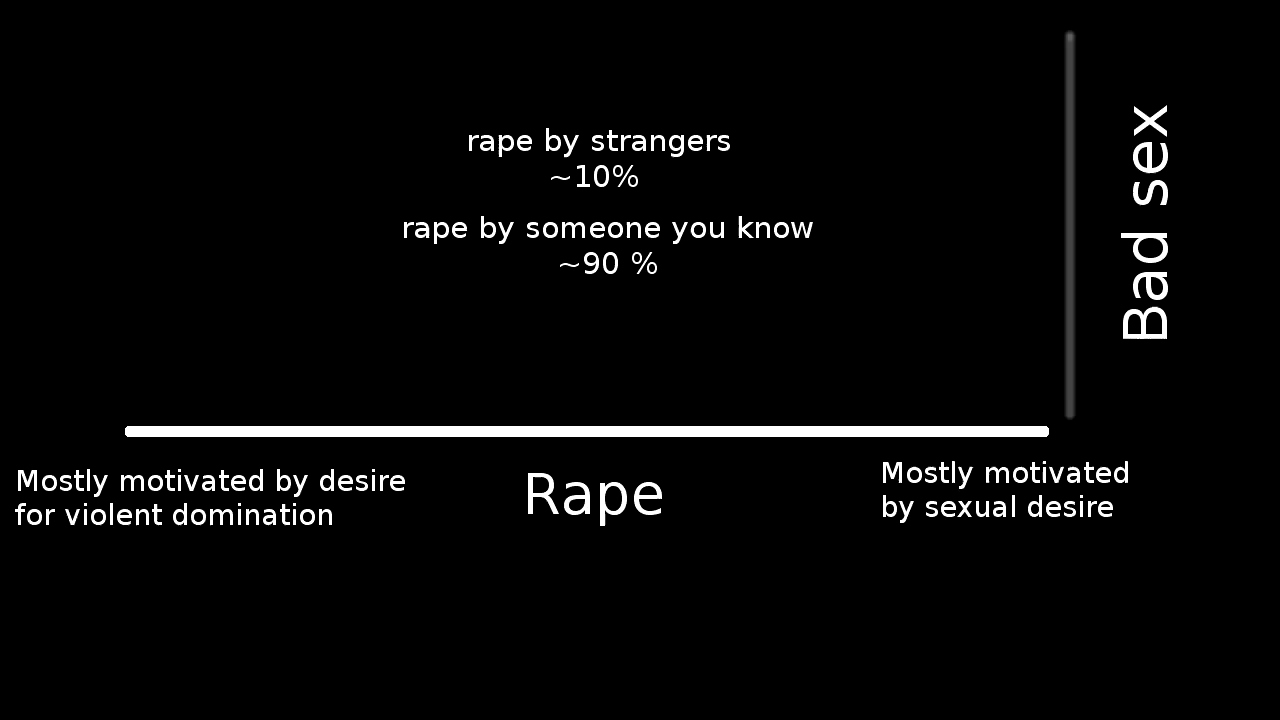 rape by strangers
~10%
rape by someone you know
~90 %
Bad sex
Mostly motivated by desire
for violent domination
Rape
Mostly motivated
by sexual desire